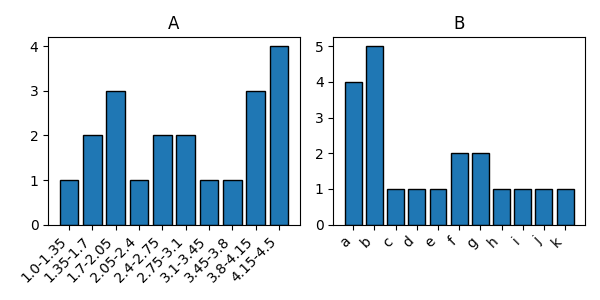 A
4
3
2
1
0
1.0-1.35
1.35-1.7
1.7-2.05
2.05-2.4
2.4-2.75
2.75-3.1
3.1-3.45
3.45-3.8
3.8-4.15
4.15-4.5
B
5
4
3
2
1
0
a
b
c
d
e
f
g
h
i
j
k